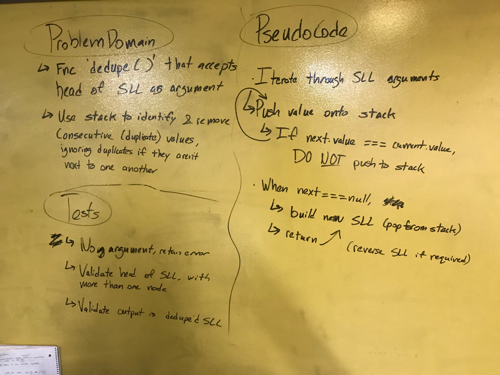 Problem Domain
↳ Fnc 'dedupe()' that accepts
head of SLL as argument
↳ Use stack to identify & remove
consecutive (duplicate) values,
ignoring duplicates if they aren't
next to one another
Tests
↳ No argument, return error
↳ Validate head of SLL, with
more than one node
↳ Validate output is dedupe'd SLL
PseudoCode
· Iterate through SLL arguments
↳ Push value onto stack
↳ If next.value === current.value,
DO NOT push to stack
· When next===null,
↳ build new SLL (pop from stack)
↳ return
(reverse SLL if required)